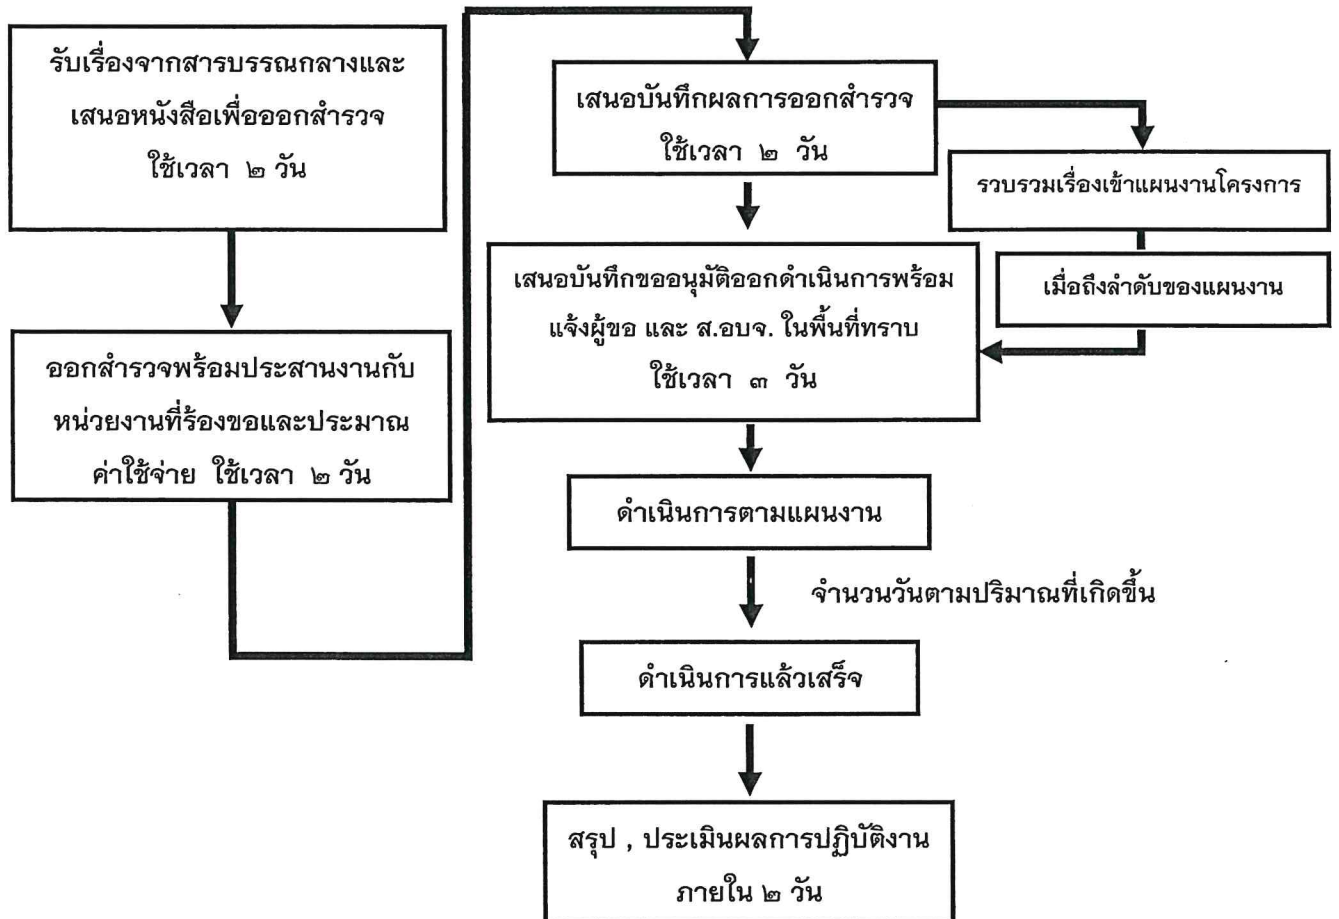 รับเรื่องจากสารบรรณกลางและ
เสนอหนังสือเพื่อออกสำรวจ
ใช้เวลา ๒ วัน
ออกสำรวจพร้อมประสานงานกับ
หน่วยงานที่ร้องขอและประมาณ
ค่าใช้จ่าย ใช้เวลา ๒ วัน
เสนอบันทึกผลการออกสำรวจ
ใช้เวลา ๒ วัน
รวบรวมเรื่องเข้าแผนงานโครงการ
เมื่อถึงลำดับของแผนงาน
เสนอบันทึกขออนุมัติออกดำเนินการพร้อม
แจ้งผู้ขอ และ ส.อบจ. ในพื้นที่ทราบ
ใช้เวลา ๓ วัน
ดำเนินการตามแผนงาน
จำนวนวันตามปริมาณที่เกิดขึ้น
ดำเนินการแล้วเสร็จ
สรุป , ประเมินผลการปฏิบัติงาน
ภายใน ๒ วัน